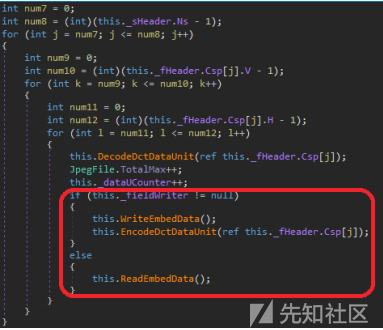 int num7 = 0;
int num8 = (int)(this._sHeader.Ns - 1);
for (int j = num7; j <= num8; j++)
{
int num9 = 0;
int num10 = (int)(this._fHeader.Csp[j].V - 1);
for (int k = num9; k <= num10; k++)
{
int num11 = 0;
int num12 = (int)(this._fHeader.Csp[j].H - 1);
for (int l = num11; l <= num12; l++)
{
this.DecodeDctDataUnit(ref this._fHeader.Csp[j]);
JpegFile.TotalMax++;
this._dataUCounter++;
if (this._fieldWriter != null)
{
this.WriteEmbedData();
this.EncodeDctDataUnit(ref this._fHeader.Csp[j]);
}
else
{
this.ReadEmbedData();
}
}
}
}
先知社区